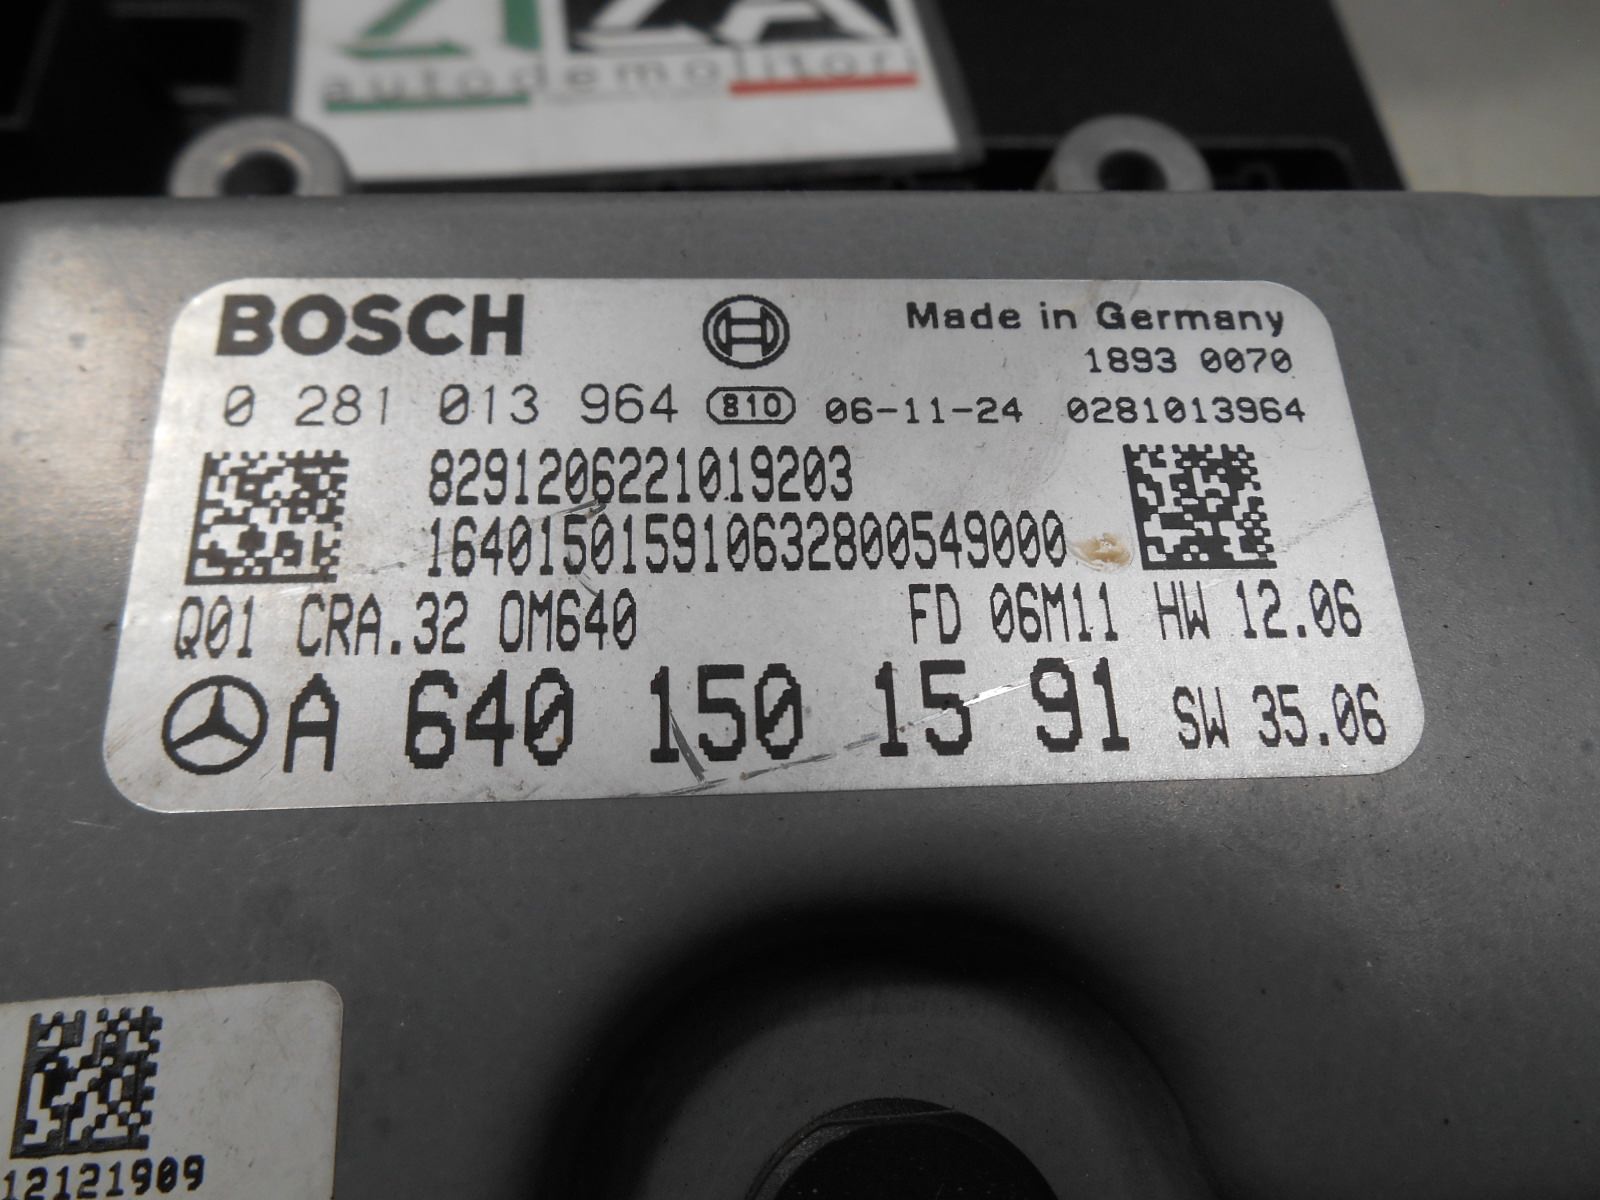 autodemolitori
BOSCH
Made in Germany
1893 0070
0 281 013 964 810 06-11-24 0281013964
8291206221019203
16401501591063280054900​0
Q01 CRA.32 OM640 FD 06M11 HW 12.06
A 640 150 15 91 SW 35.06
12121909